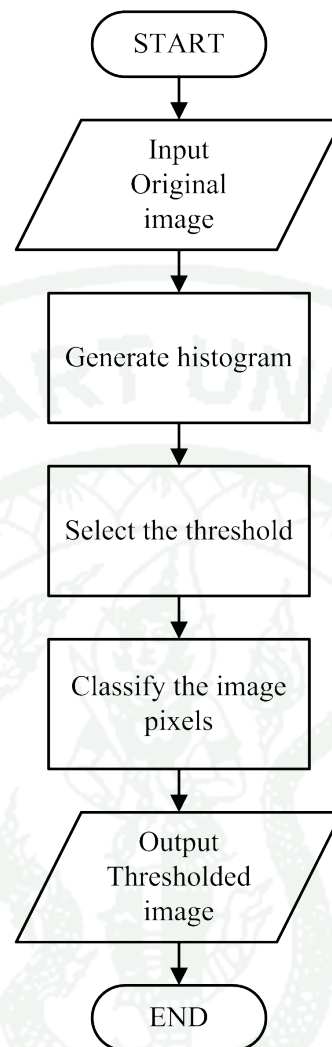 START
Input
Original
image
Generate histogram
Select the threshold
Classify the image
pixels
Output
Thresholded
image
END